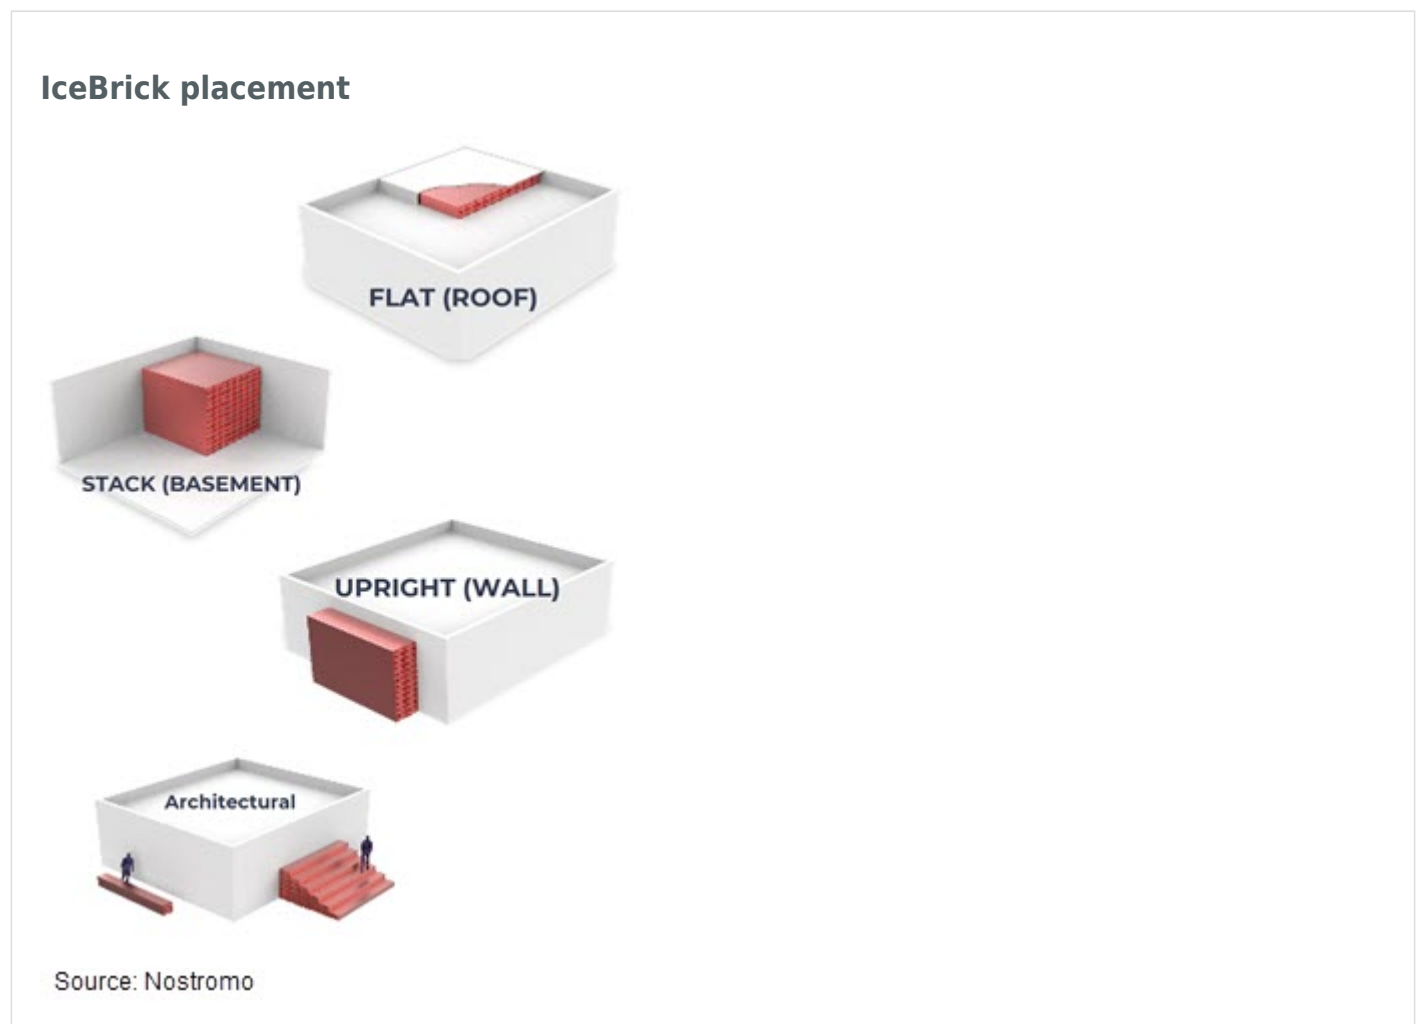 IceBrick placement
FLAT (ROOF)
STACK (BASEMENT)
UPRIGHT (WALL)
Architectural
Source: Nostromo